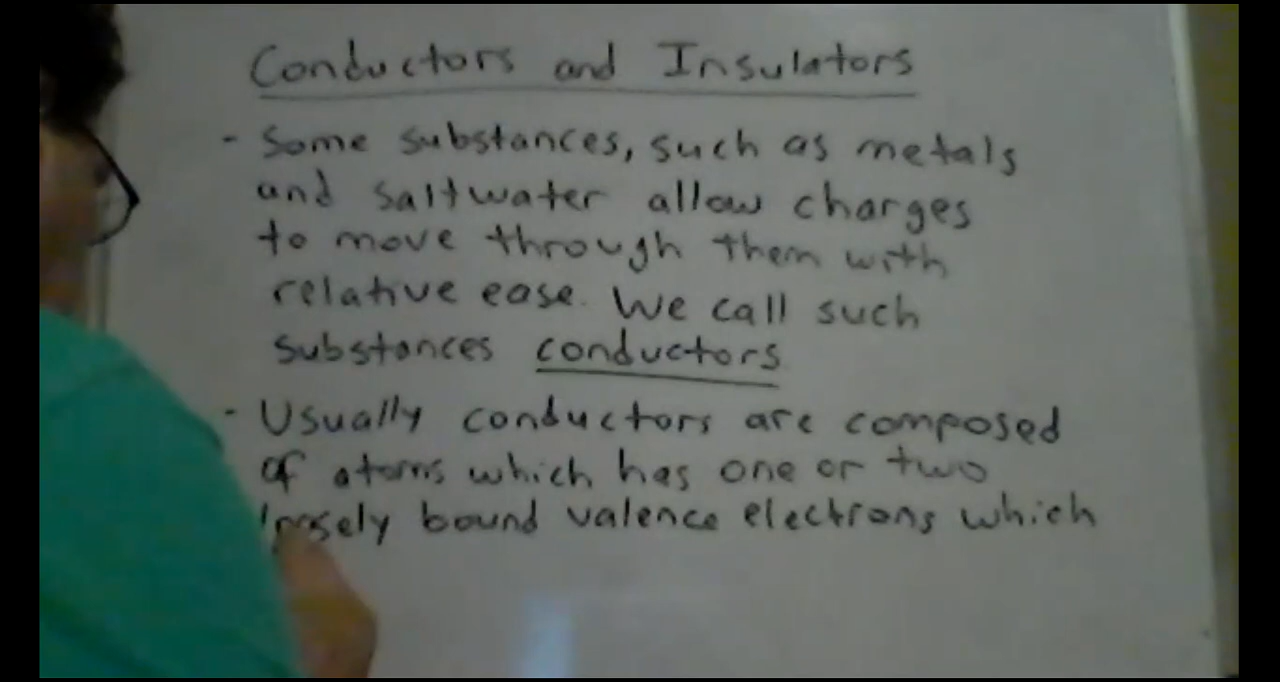 Conductors and Insulators
- Some substances, such as metals
and saltwater allow charges
to move through them with
relative ease. We call such
substances conductors
- Usually conductors are composed
of atoms which has one or two
loosely bound valence electrons which